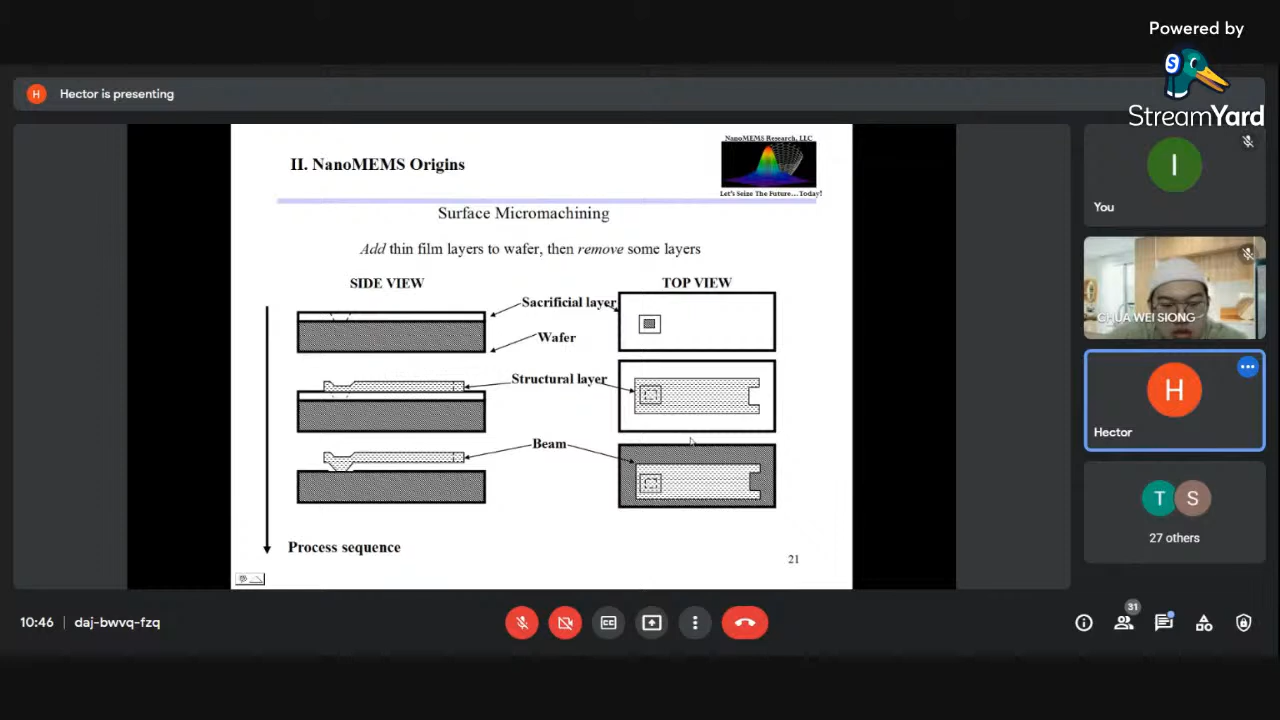 Powered by
StreamYard
H Hector is presenting
II. NanoMEMS Origins
NanoMEMS Research, LLC
Let's Seize The Future... Today!
Surface Micromachining
Add thin film layers to wafer, then remove some layers
SIDE VIEW
TOP VIEW
Sacrificial layer
Wafer
Structural layer
Beam
Process sequence
21
I
You
CHUA WEI SIONG
H
Hector
T S
27 others
10:46 | daj-bwvq-fzq
CC
31